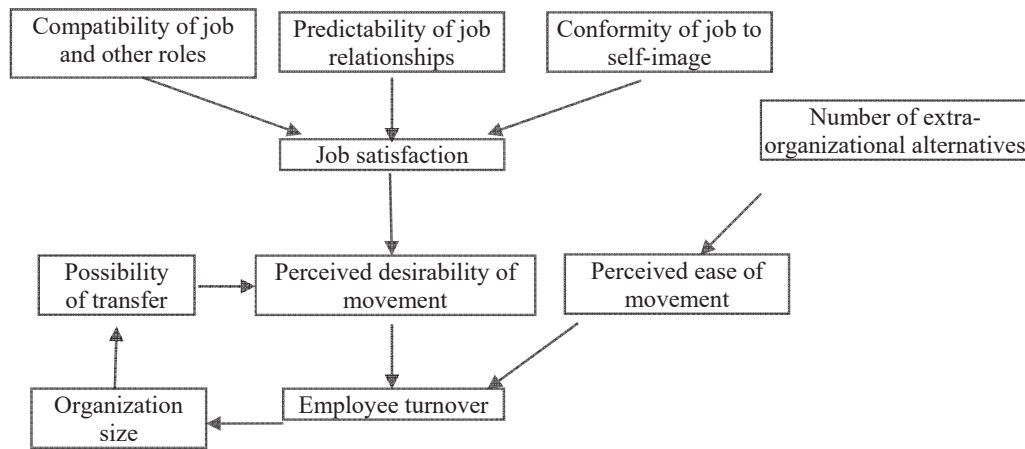 Compatibility of job
and other roles
Predictability of job
relationships
Conformity of job to
self-image
Number of extra-
organizational alternatives
Job satisfaction
Possibility
of transfer
Perceived desirability of
movement
Perceived ease of
movement
Organization
size
Employee turnover